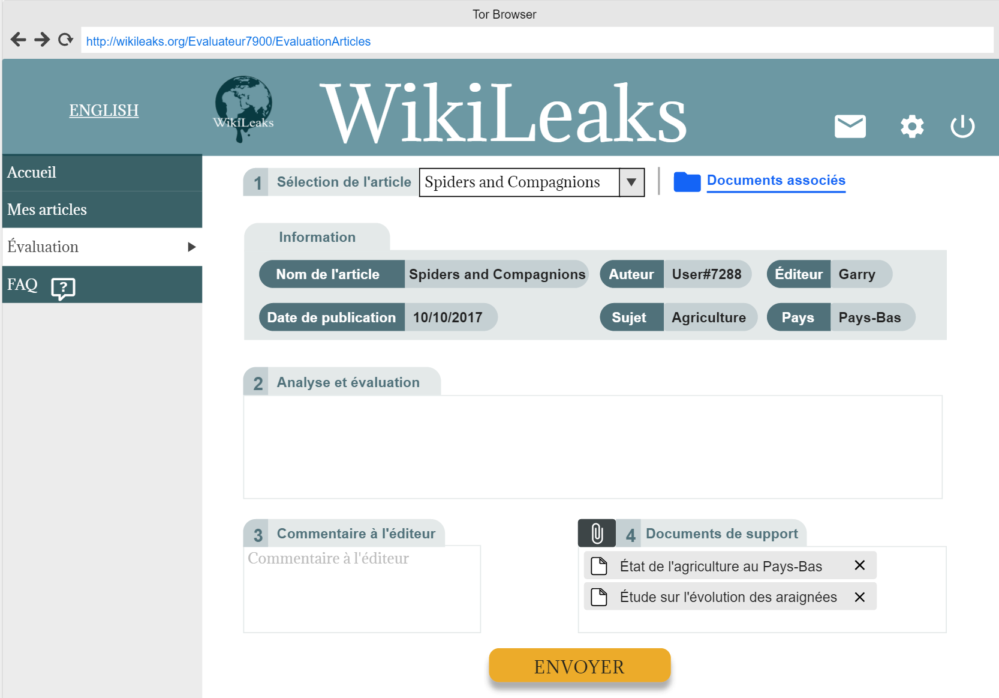 Tor Browser
http://wikileaks.org/Evaluateur7900/EvaluationArticles
ENGLISH
WikiLeaks
WikiLeaks
Accueil
Mes articles
Évaluation
FAQ
?
1 Sélection de l'article Spiders and Compagnions Documents associés
Information
Nom de l'article Spiders and Compagnions Auteur User#7288 Éditeur Garry
Date de publication 10/10/2017 Sujet Agriculture Pays Pays-Bas
2 Analyse et évaluation
3 Commentaire à l'éditeur
Commentaire à l'éditeur
4 Documents de support
État de l'agriculture au Pays-Bas
Étude sur l'évolution des araignées
ENVOYER